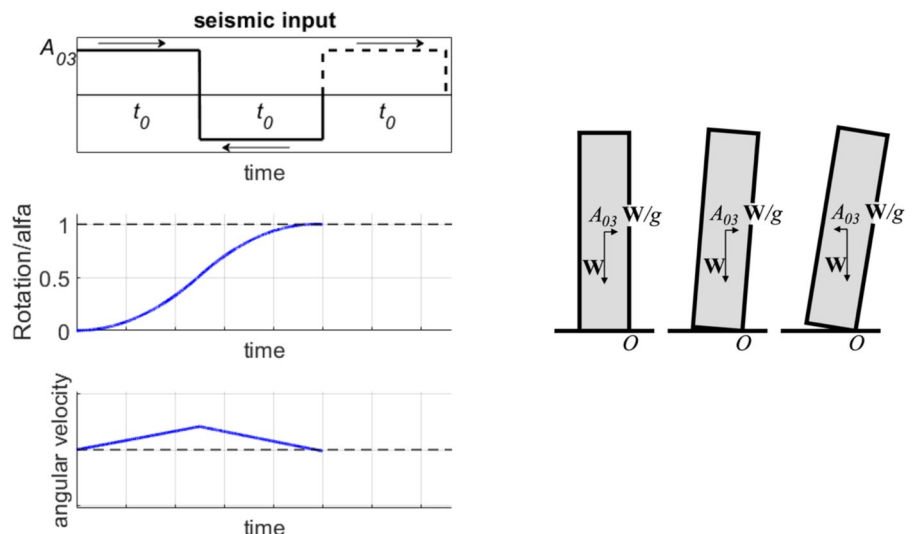 seismic input
A03
t0 t0 t0
time
Rotation/alfa
1
0.5
0
time
angular velocity
time
A03 W/g
W
O
A03 W/g
W
O
A03 W/g
W
O